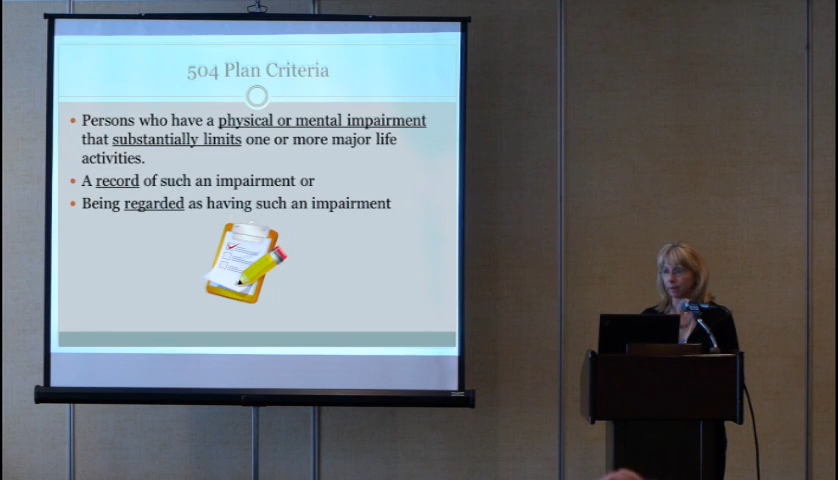 504 Plan Criteria
• Persons who have a physical or mental impairment
that substantially limits one or more major life
activities.
• A record of such an impairment or
• Being regarded as having such an impairment